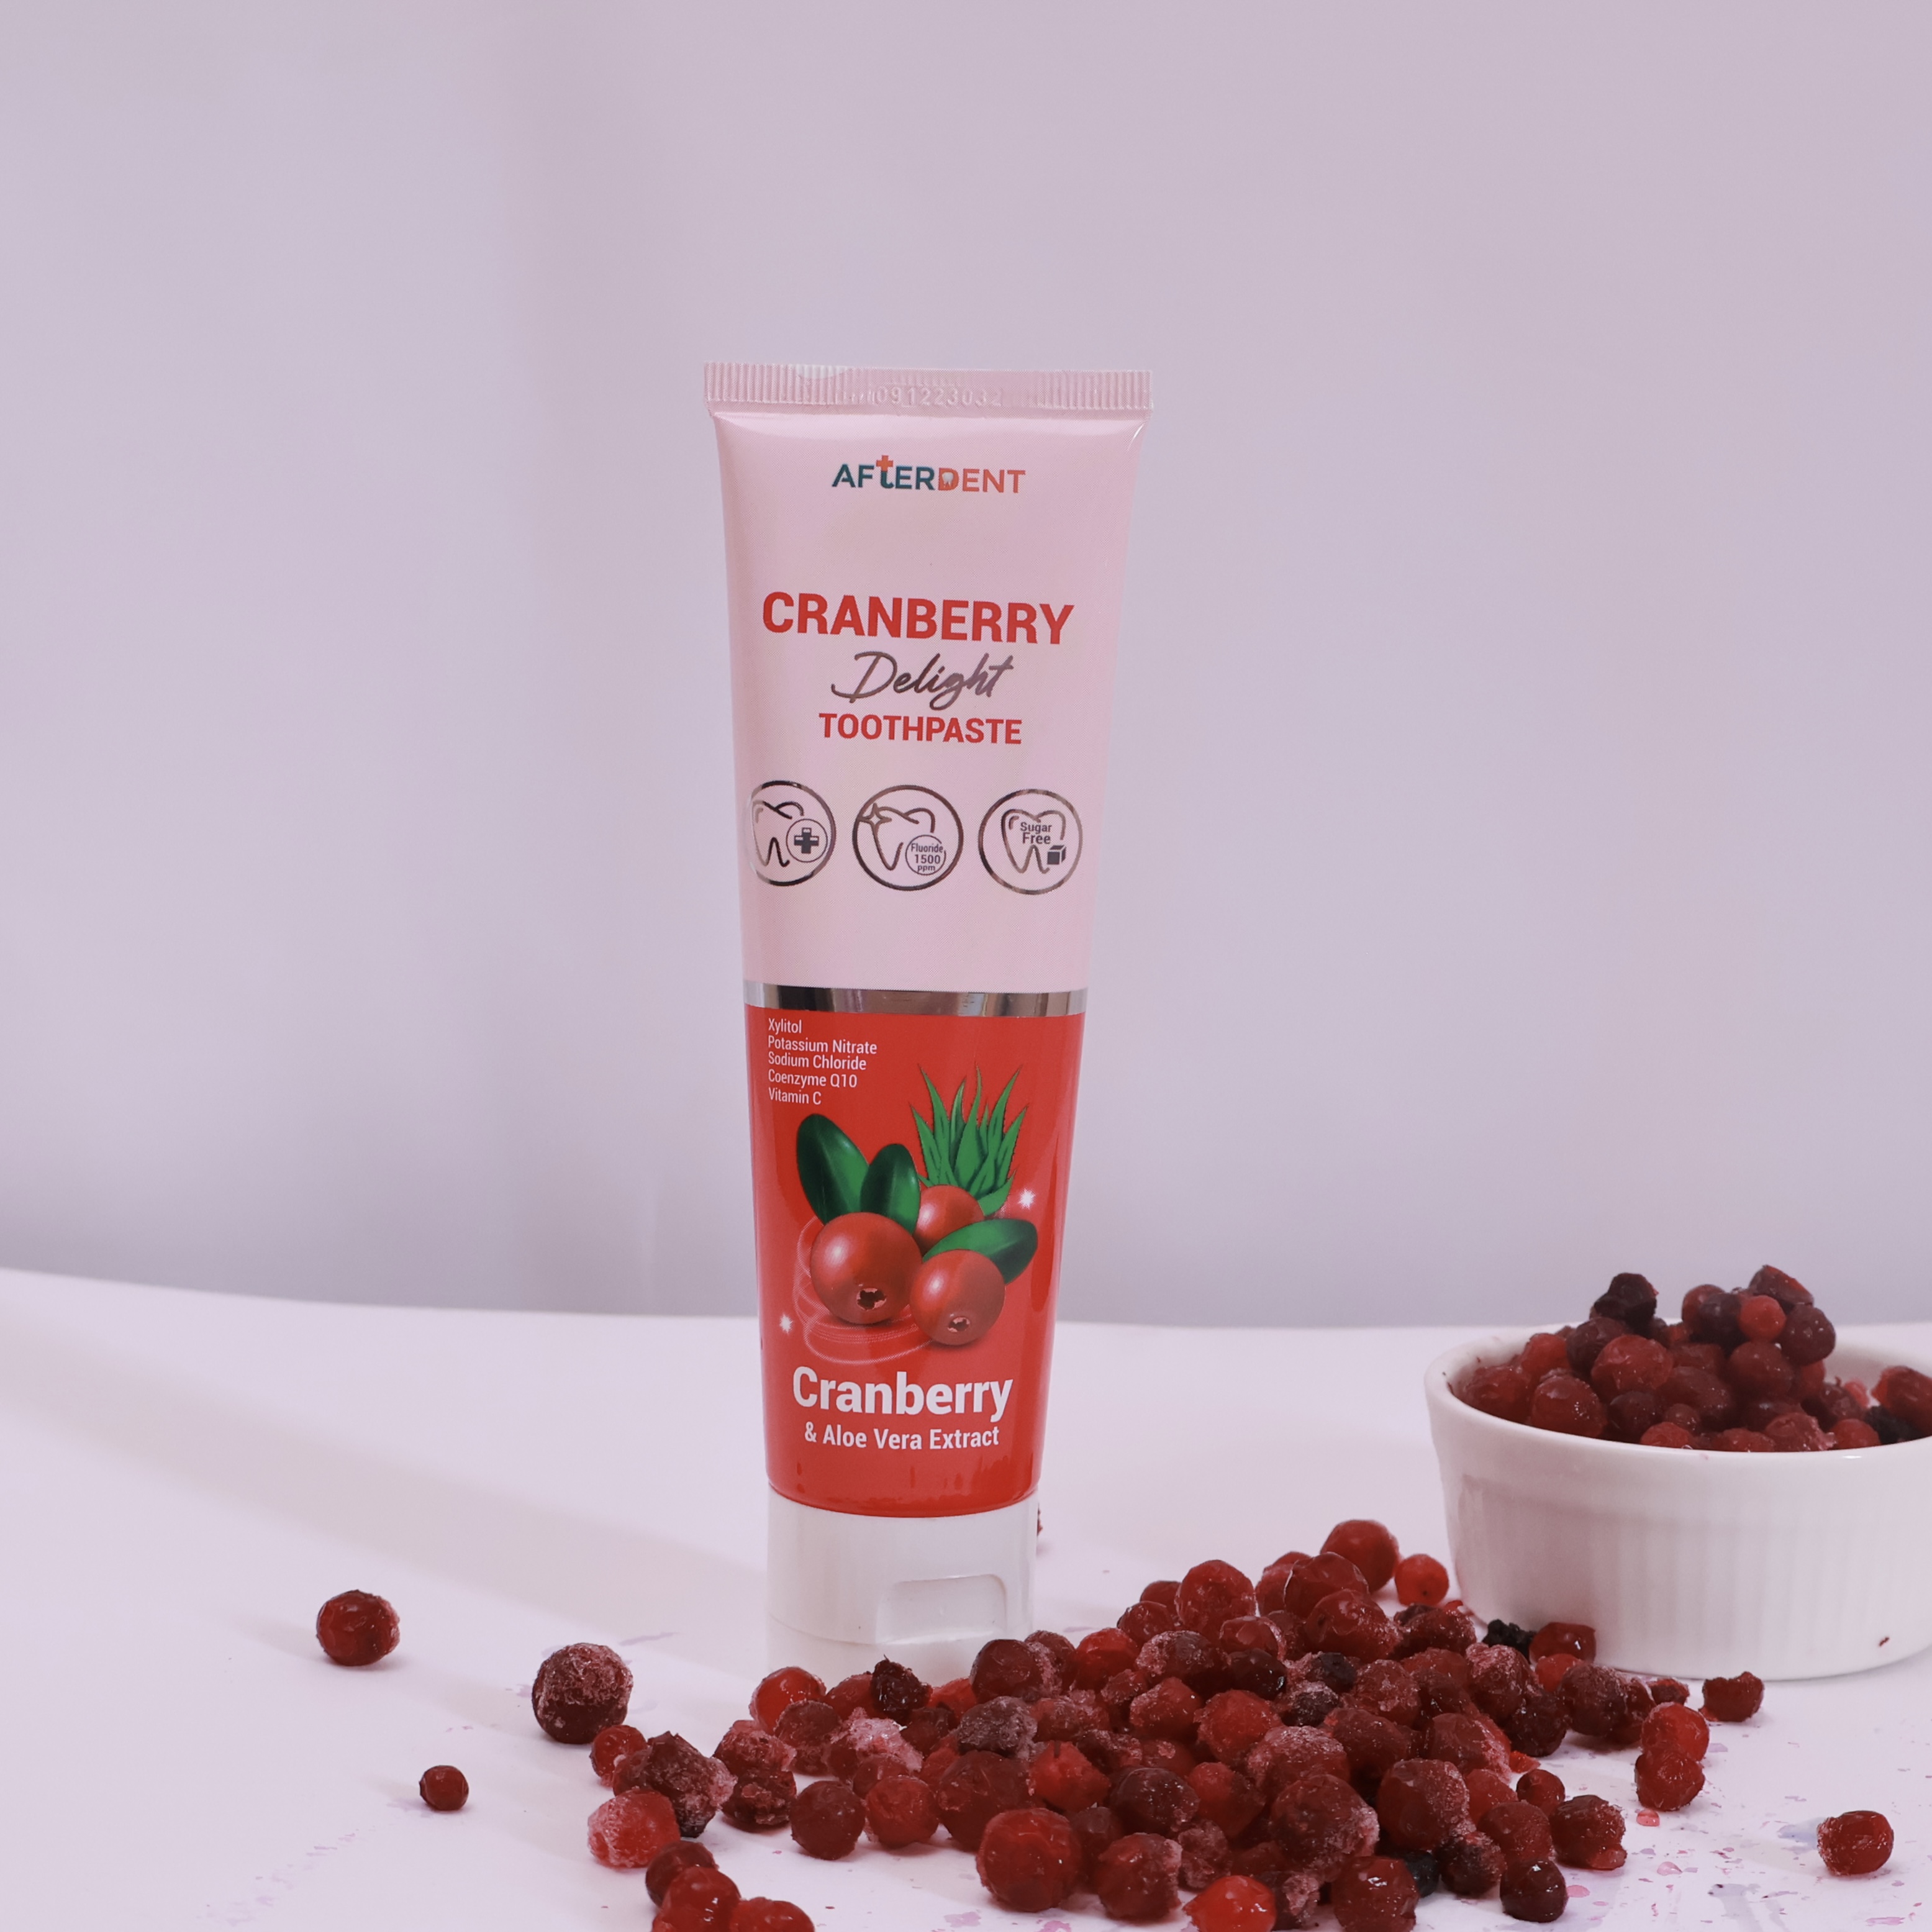 091223032
AFTERDENT
CRANBERRY
Delight
TOOTHPASTE
Fluoride
1500
ppm
Sugar
Free
Xylitol
Potassium Nitrate
Sodium Chloride
Coenzyme Q10
Vitamin C
Cranberry
& Aloe Vera Extract